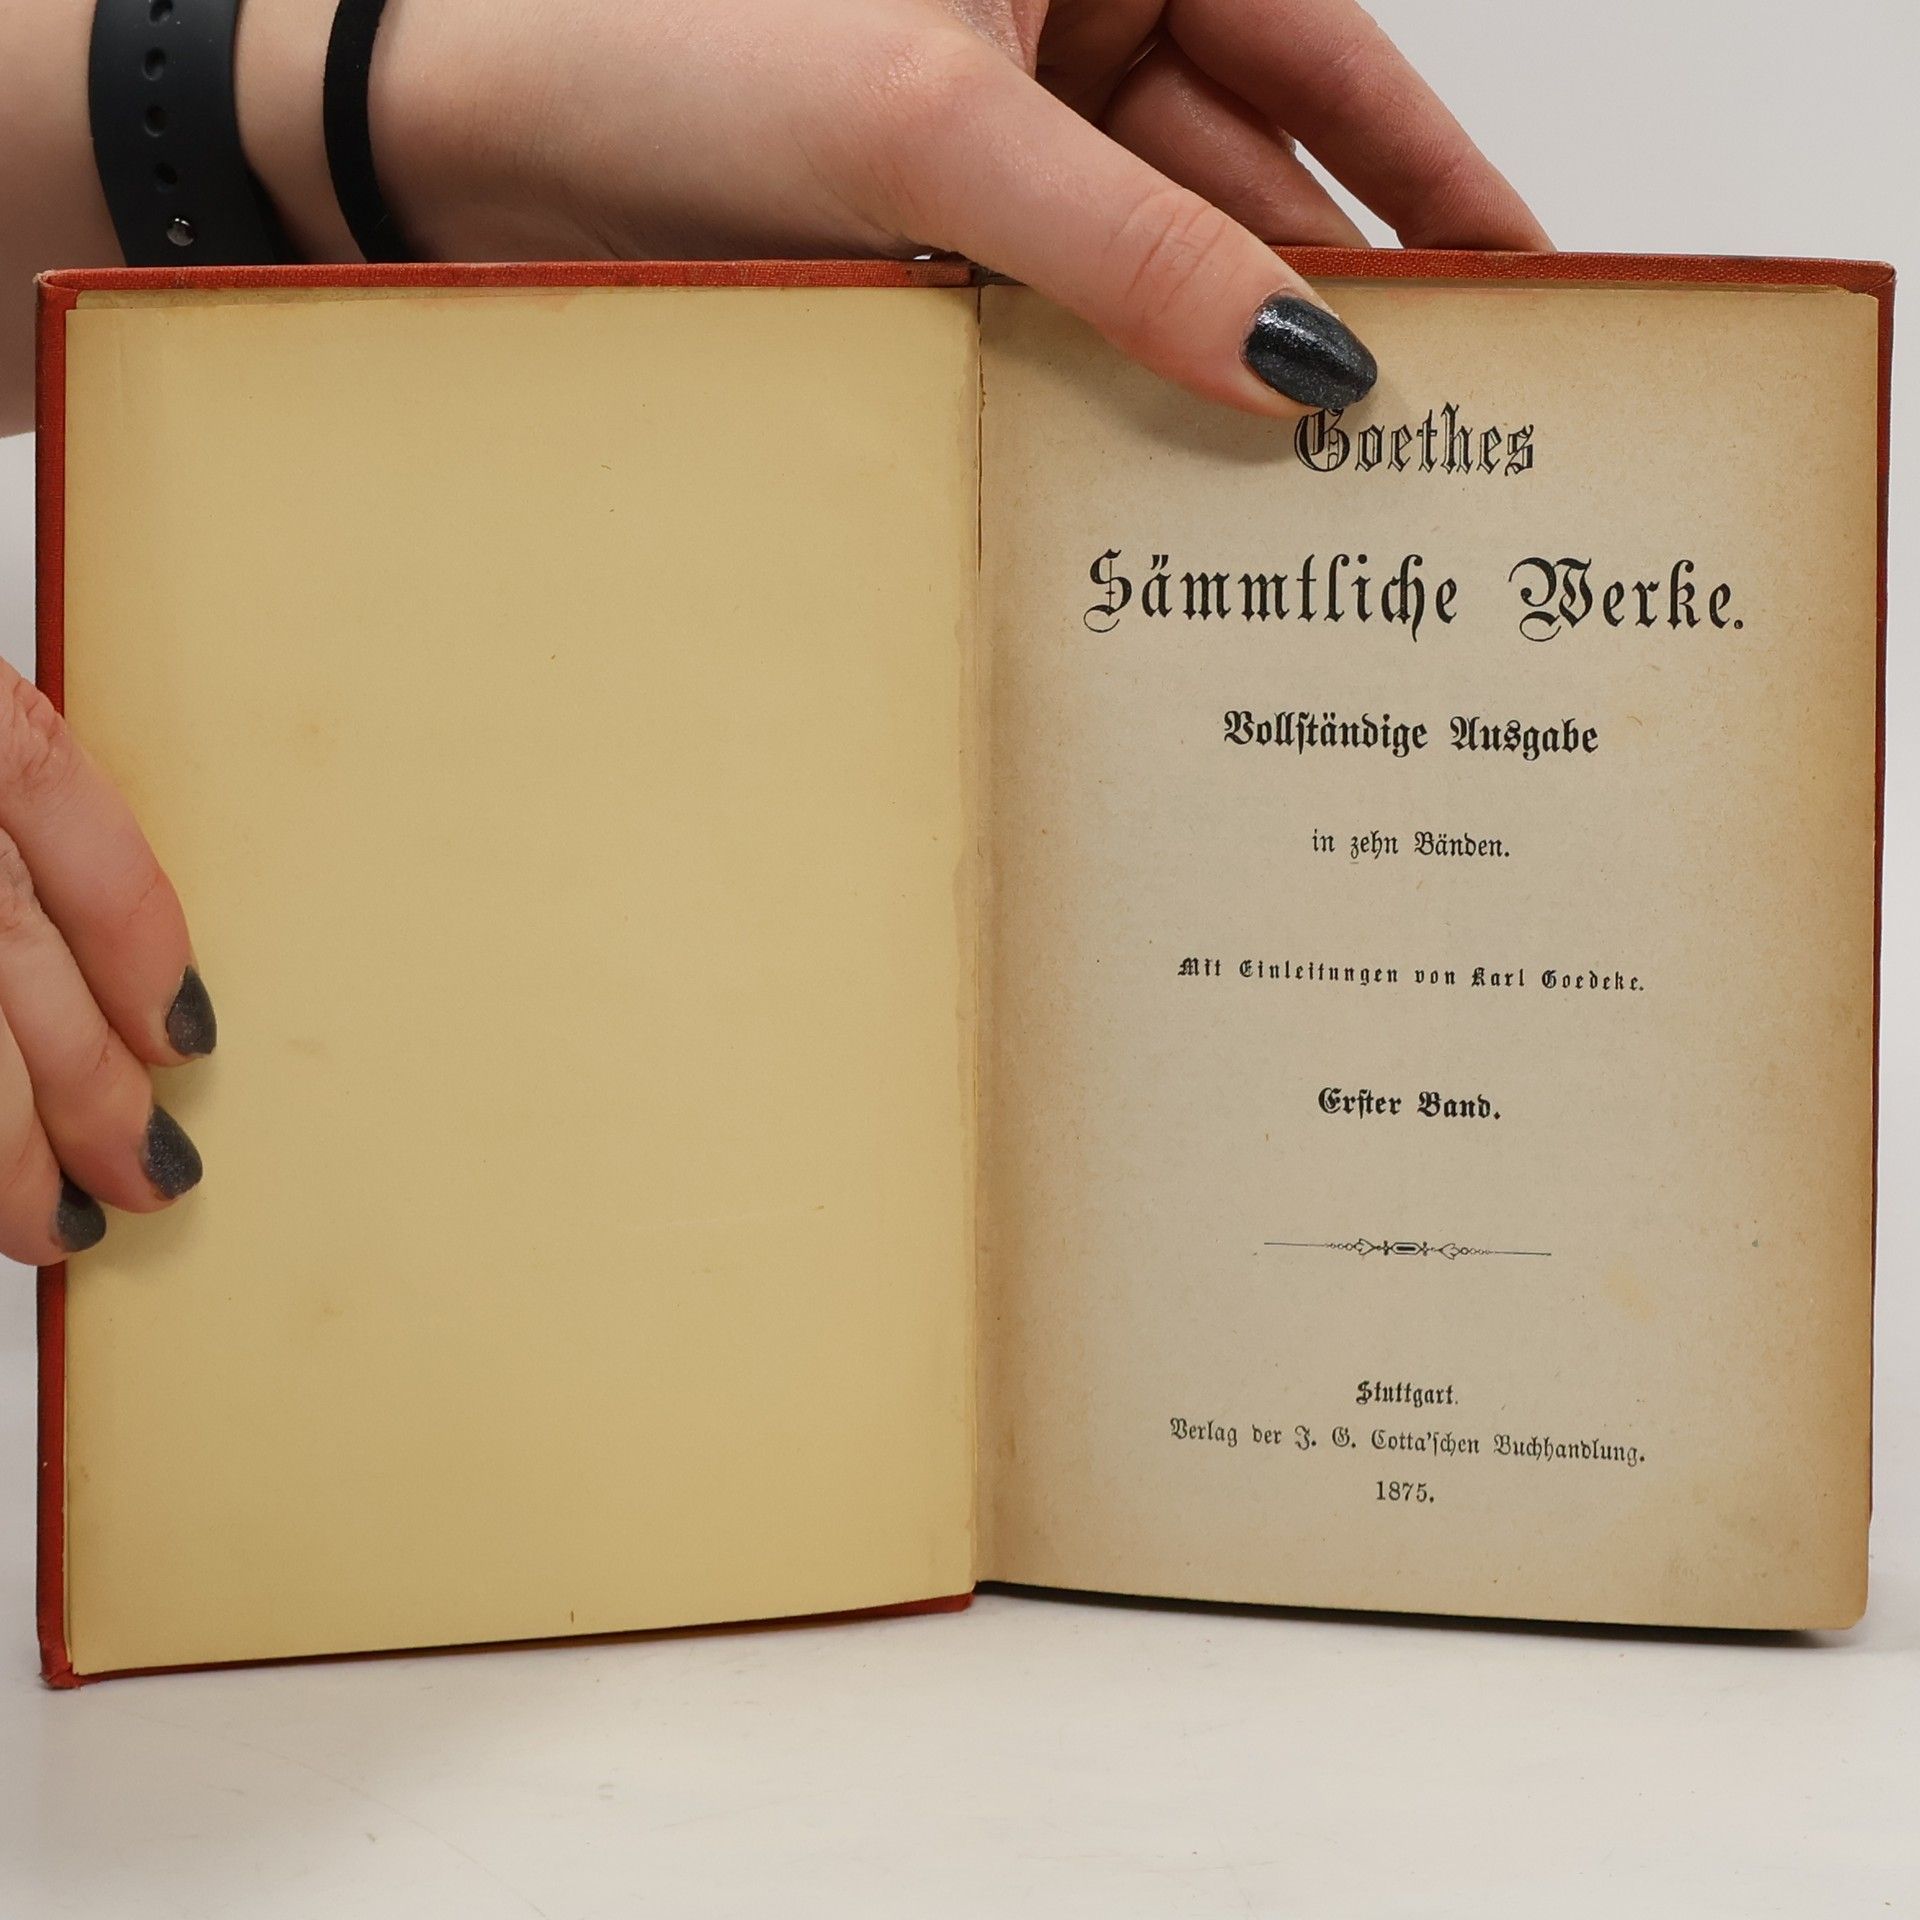 Goethes
Sämmtliche Werke.
Vollständige Ausgabe
in zehn Bänden.
Mit Einleitungen von Karl Goedeke.
Erster Band.
Stuttgart.
Verlag der J. G. Cotta'schen Buchhandlung.
1875.